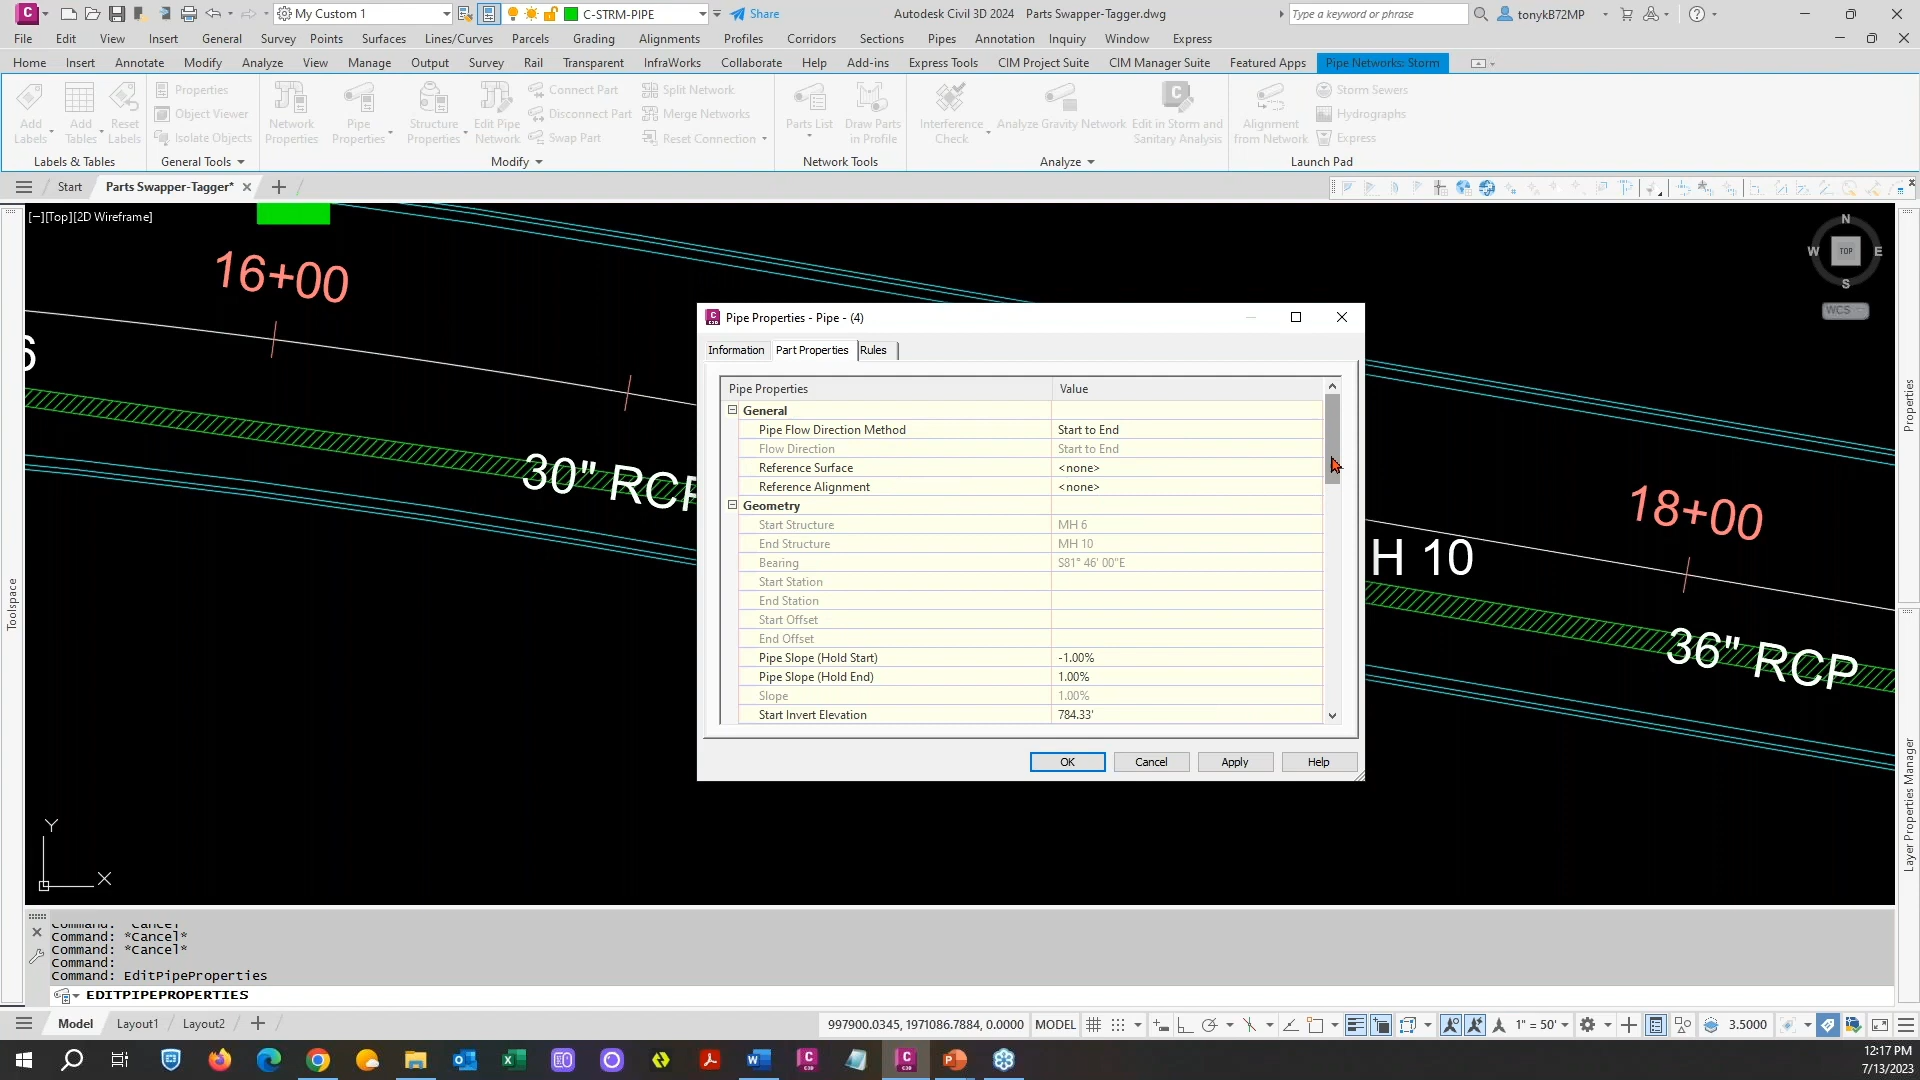 My Custom 1
C-STRM-PIPE
Share
Autodesk Civil 3D 2024 Parts Swapper-Tagger.dwg
Type a keyword or phrase
tonykB72MP
File Edit View Insert General Survey Points Surfaces Lines/Curves Parcels Grading Alignments Profiles Corridors Sections Pipes Annotation Inquiry Window Express
Home Insert Annotate Modify Analyze View Manage Output Survey Rail Transparent InfraWorks Collaborate Help Add-ins Express Tools CIM Project Suite CIM Manager Suite Featured Apps Pipe Networks: Storm
Add Labels
Add Tables
Reset Labels
Labels & Tables
Properties
Object Viewer
Isolate Objects
General Tools
Network Properties
Pipe Properties
Structure Properties
Edit Pipe Network
Connect Part
Disconnect Part
Swap Part
Split Network
Merge Networks
Reset Connection
Modify
Parts List
Draw Parts in Profile
Network Tools
Interference Check
Analyze Gravity Network
Edit in Storm and Sanitary Analysis
Analyze
Alignment from Network
Storm Sewers
Hydrographs
Express
Launch Pad
Start
Parts Swapper-Tagger*
[−][Top][2D Wireframe]
N
W TOP E
S
WCS
16+00
6
30" RCP
H 10
18+00
36" RCP
Y
X
Toolspace
Properties
Layer Properties Manager
Pipe Properties - Pipe - (4)
Information Part Properties Rules
Pipe Properties Value
General
Pipe Flow Direction Method Start to End
Flow Direction Start to End
Reference Surface <none>
Reference Alignment <none>
Geometry
Start Structure MH 6
End Structure MH 10
Bearing S81° 46' 00"E
Start Station
End Station
Start Offset
End Offset
Pipe Slope (Hold Start) -1.00%
Pipe Slope (Hold End) 1.00%
Slope 1.00%
Start Invert Elevation 784.33'
OK Cancel Apply Help
Command: *Cancel*
Command: *Cancel*
Command: *Cancel*
Command:
Command: EditPipeProperties
EDITPIPEPROPERTIES
Model Layout1 Layout2
997900.0345, 1971086.7884, 0.0000 MODEL
1" = 50'
3.5000
12:17 PM
7/13/2023